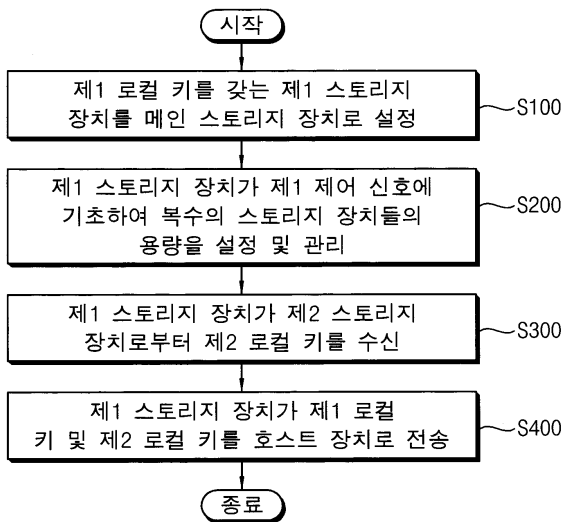 시작
제1 로컬 키를 갖는 제1 스토리지
장치를 메인 스토리지 장치로 설정
S100
제1 스토리지 장치가 제1 제어 신호에
기초하여 복수의 스토리지 장치들의
용량을 설정 및 관리
S200
제1 스토리지 장치가 제2 스토리지
장치로부터 제2 로컬 키를 수신
S300
제1 스토리지 장치가 제1 로컬
키 및 제2 로컬 키를 호스트 장치로 전송
S400
종료